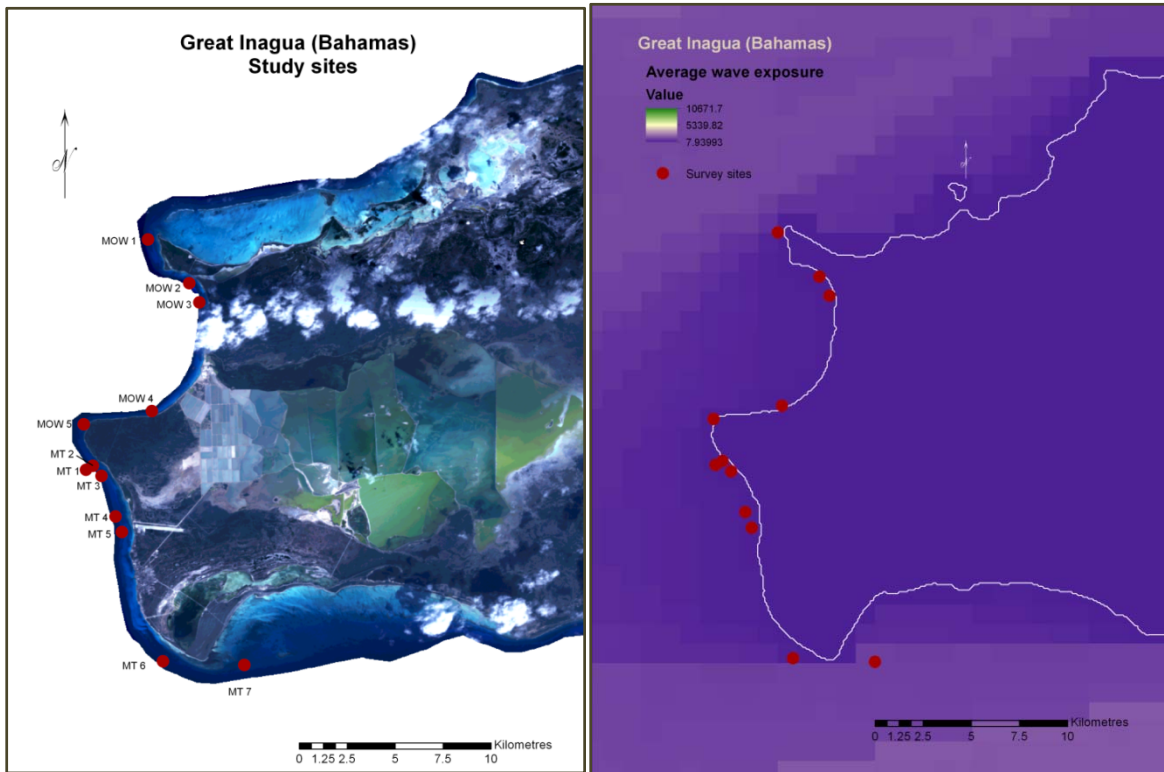 Great Inagua (Bahamas)
Study sites
N
MOW 1
MOW 2
MOW 3
MOW 4
MOW 5
MT 2
MT 1
MT 3
MT 4
MT 5
MT 6
MT 7
Kilometres
0 1.25 2.5 5 7.5 10
Great Inagua (Bahamas)
Average wave exposure
Value
10671.7
5339.82
7.93993
Survey sites
N
Kilometres
0 1.25 2.5 5 7.5 10